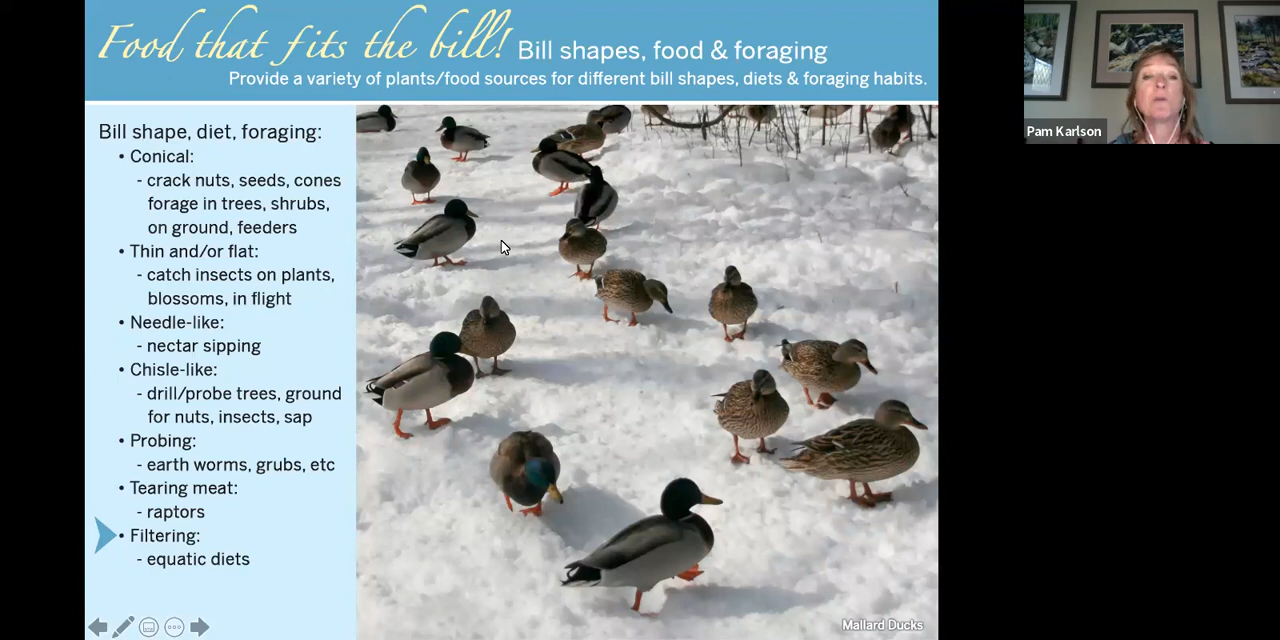 Food that fits the bill! Bill shapes, food & foraging
Provide a variety of plants/food sources for different bill shapes, diets & foraging habits.
Bill shape, diet, foraging:
• Conical:
- crack nuts, seeds, cones
forage in trees, shrubs,
on ground, feeders
• Thin and/or flat:
- catch insects on plants,
blossoms, in flight
• Needle-like:
- nectar sipping
• Chisle-like:
- drill/probe trees, ground
for nuts, insects, sap
• Probing:
- earth worms, grubs, etc
• Tearing meat:
- raptors
• Filtering:
- equatic diets
Mallard Ducks
Pam Karlson